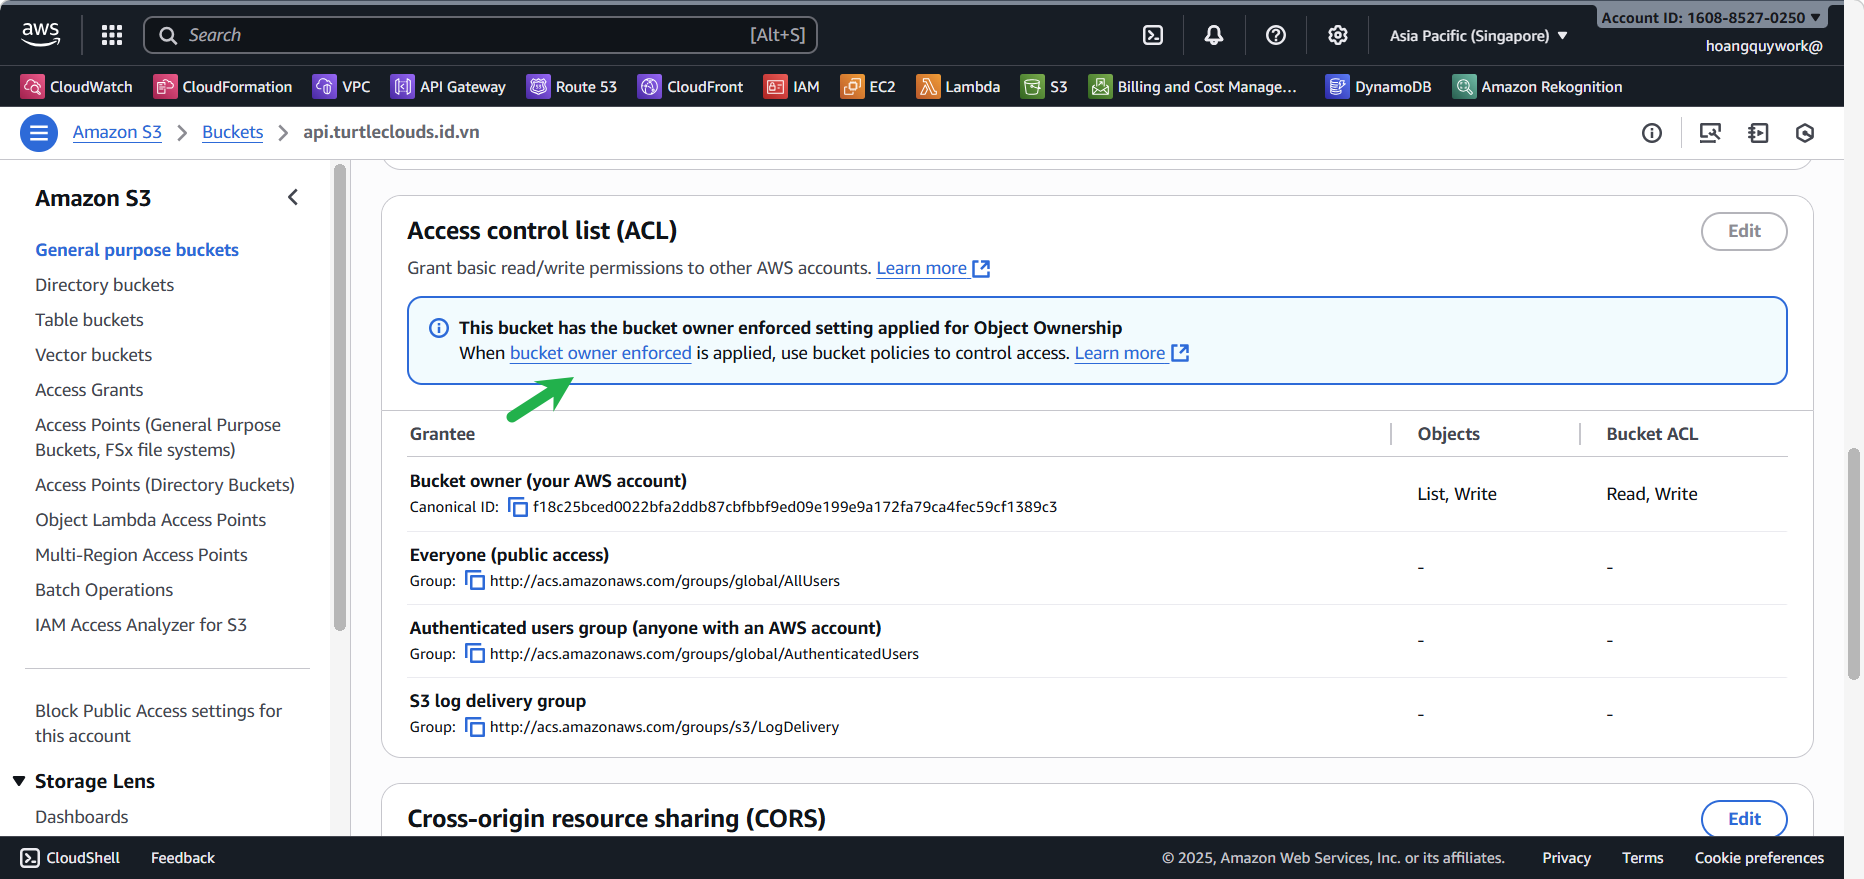 aws
Search
[Alt+S]
Asia Pacific (Singapore)
Account ID: 1608-8527-0250
hoangquywork@
CloudWatch
CloudFormation
VPC
API Gateway
Route 53
CloudFront
IAM
EC2
Lambda
S3
Billing and Cost Manage...
DynamoDB
Amazon Rekognition
Amazon S3
Buckets
api.turtleclouds.id.vn
Amazon S3
General purpose buckets
Directory buckets
Table buckets
Vector buckets
Access Grants
Access Points (General Purpose
Buckets, FSx file systems)
Access Points (Directory Buckets)
Object Lambda Access Points
Multi-Region Access Points
Batch Operations
IAM Access Analyzer for S3
Block Public Access settings for
this account
Storage Lens
Dashboards
Access control list (ACL)
Edit
Grant basic read/write permissions to other AWS accounts. Learn more
This bucket has the bucket owner enforced setting applied for Object Ownership
When bucket owner enforced is applied, use bucket policies to control access. Learn more
Grantee
Objects
Bucket ACL
Bucket owner (your AWS account)
Canonical ID: f18c25bced0022bfa2ddb87cbfbbf9ed09e199e9a172fa79ca4fec59cf1389c3
List, Write
Read, Write
Everyone (public access)
Group: http://acs.amazonaws.com/groups/global/AllUsers
-
-
Authenticated users group (anyone with an AWS account)
Group: http://acs.amazonaws.com/groups/global/AuthenticatedUsers
-
-
S3 log delivery group
Group: http://acs.amazonaws.com/groups/s3/LogDelivery
-
-
Cross-origin resource sharing (CORS)
Edit
CloudShell
Feedback
© 2025, Amazon Web Services, Inc. or its affiliates.
Privacy
Terms
Cookie preferences